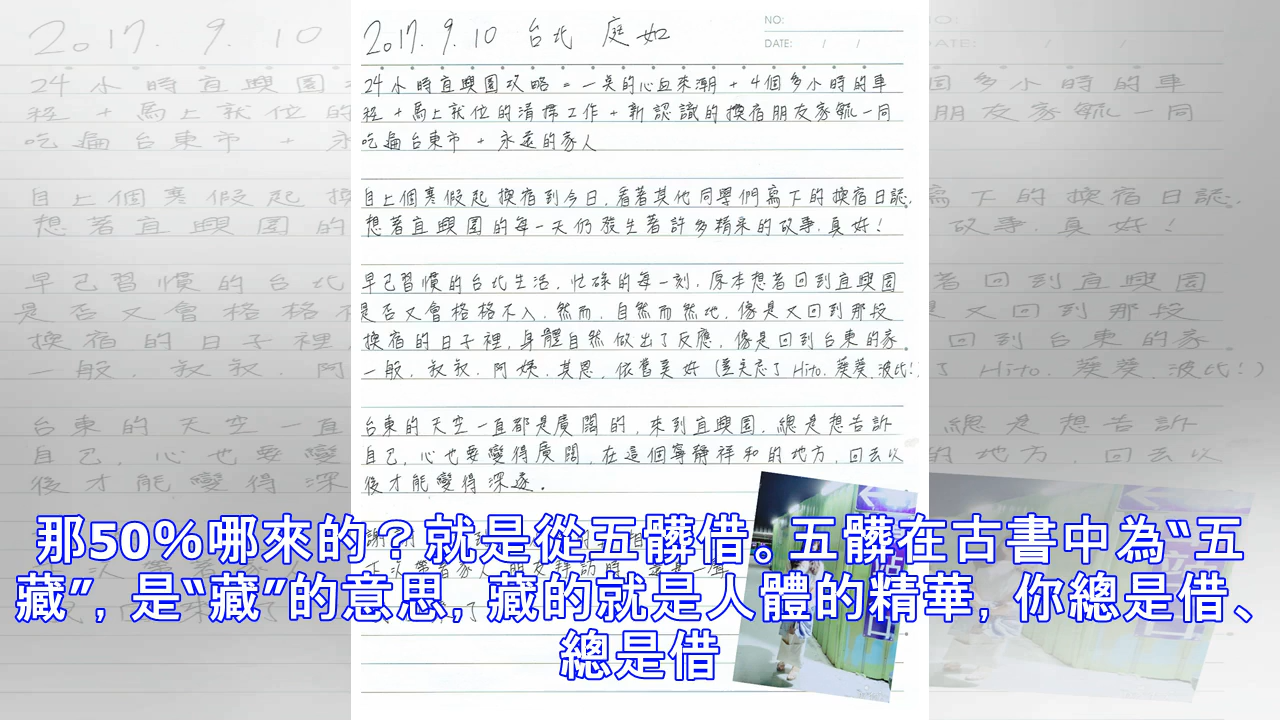 2017. 9. 10 台北 庭如
NO:
DATE: / /
24小時宜興園攻略 = 一矢的心血來潮 + 4個多小時的車
程 + 馬上就位的清掃工作 + 新認識的換宿朋友家毓一同
吃遍台東市 + 永遠的家人
自上個寒假起換宿到今日,看著其他同學們寫下的換宿日誌,
想著宜興園的每一天仍發生著許多精采的故事,真好!
早已習慣的台北生活,忙碌的每一刻,原本想著回到宜興園
是否又會格格不入,然而,自然而然地,像是又回到那段
換宿的日子裡,身體自然做出了反應,像是回到台東的家
一般,叔叔、阿姨、其恩,依舊美好(差點忘了 Hito、葵葵、波比!)
台東的天空一直都是廣闊的,來到宜興園,總是想告訴
自己,心也要變得廣闊,在這個寧靜祥和的地方,回去以
後才能變得深遂。
那50%哪來的？就是從五髒借。五髒在古書中為“五
藏”，是“藏”的意思，藏的就是人體的精華，你總是借、
總是借